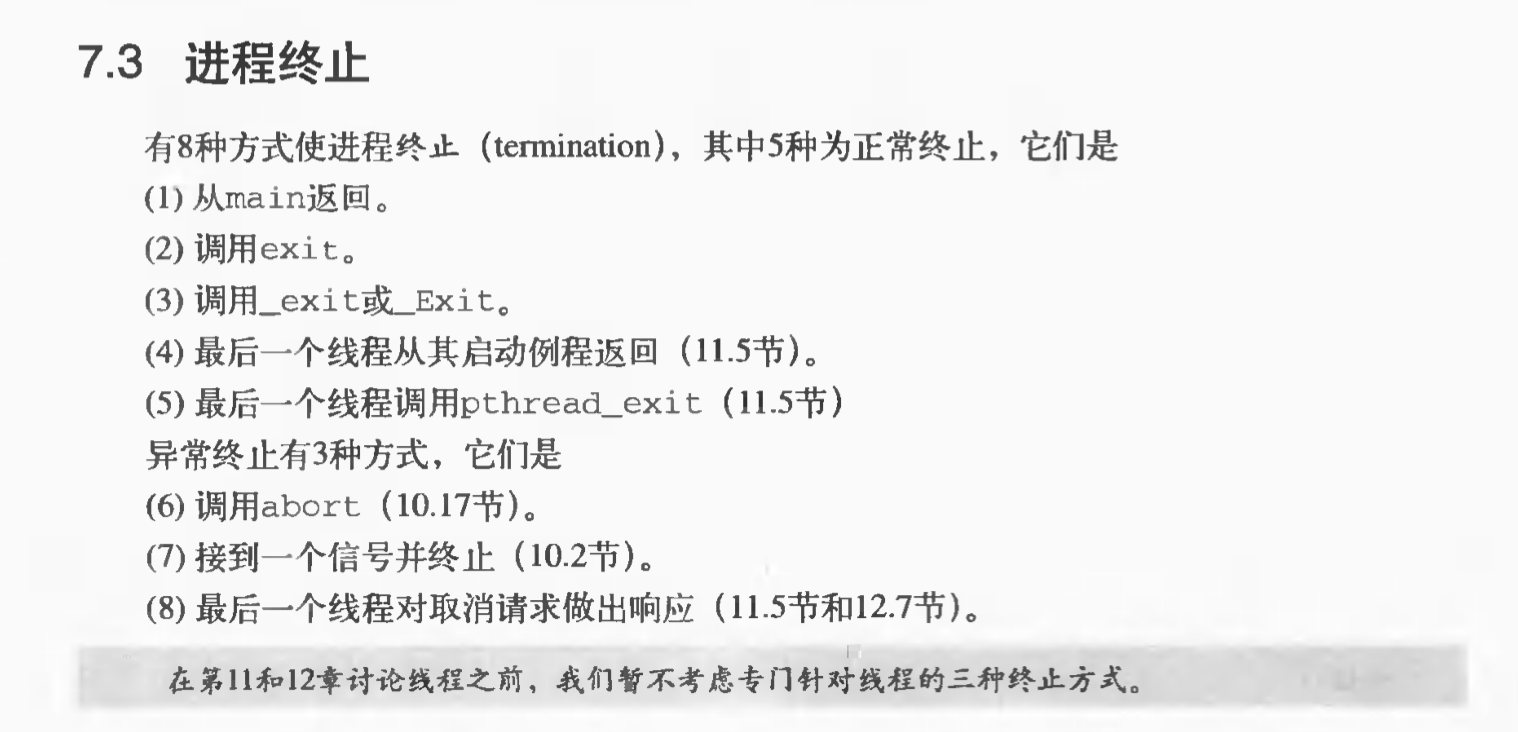 7.3 进程终止
有8种方式使进程终止（termination），其中5种为正常终止，它们是
(1) 从main返回。
(2) 调用exit。
(3) 调用_exit或_Exit。
(4) 最后一个线程从其启动例程返回（11.5节）。
(5) 最后一个线程调用pthread_exit（11.5节）
异常终止有3种方式，它们是
(6) 调用abort（10.17节）。
(7) 接到一个信号并终止（10.2节）。
(8) 最后一个线程对取消请求做出响应（11.5节和12.7节）。
在第11和12章讨论线程之前，我们暂不考虑专门针对线程的三种终止方式。